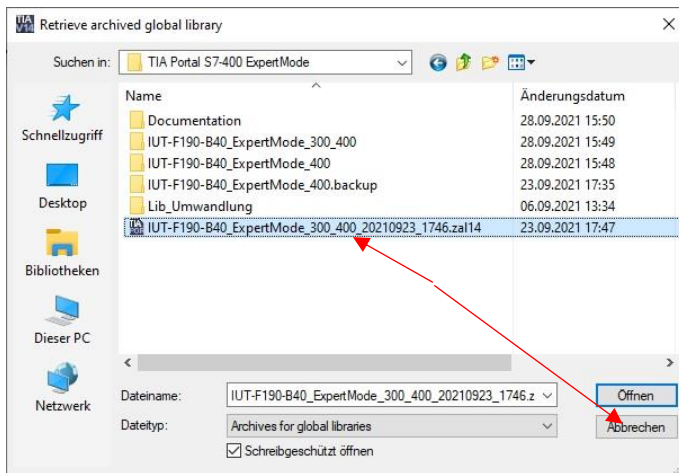 TIA V14 Retrieve archived global library
Suchen in: TIA Portal S7-400 ExpertMode
Name Änderungsdatum
Documentation 28.09.2021 15:50
IUT-F190-B40_ExpertMode_300_400 28.09.2021 15:49
IUT-F190-B40_ExpertMode_400 28.09.2021 15:48
IUT-F190-B40_ExpertMode_400.backup 23.09.2021 17:35
Lib_Umwandlung 06.09.2021 13:34
IUT-F190-B40_ExpertMode_300_400_20210923_1746.zal14 23.09.2021 17:47
Schnellzugriff
Desktop
Bibliotheken
Dieser PC
Netzwerk
Dateiname: IUT-F190-B40_ExpertMode_300_400_20210923_1746.z Öffnen
Dateityp: Archives for global libraries Abbrechen
Schreibgeschützt öffnen